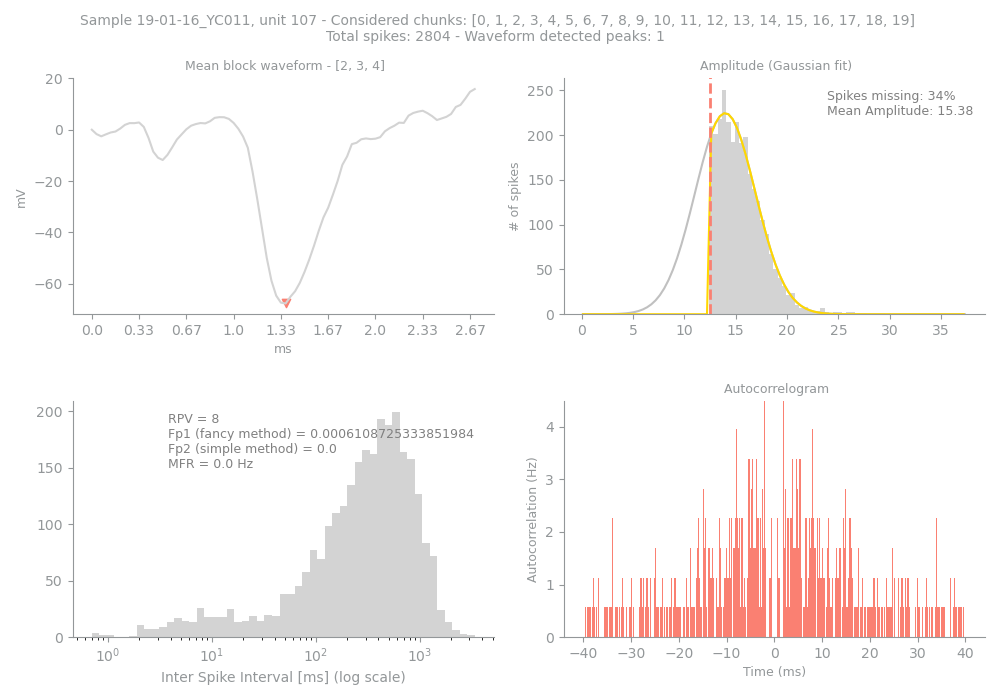 Sample 19-01-16_YC011, unit 107 - Considered chunks: [0, 1, 2, 3, 4, 5, 6, 7, 8, 9, 10, 11, 12, 13, 14, 15, 16, 17, 18, 19]
Total spikes: 2804 - Waveform detected peaks: 1
Mean block waveform - [2, 3, 4]
20
0
−20
−40
−60
mV
0.0 0.33 0.67 1.0 1.33 1.67 2.0 2.33 2.67
ms
Amplitude (Gaussian fit)
Spikes missing: 34%
Mean Amplitude: 15.38
250
200
150
100
50
0
# of spikes
0 5 10 15 20 25 30 35
RPV = 8
Fp1 (fancy method) = 0.0006108725333851984
Fp2 (simple method) = 0.0
MFR = 0.0 Hz
200
150
100
50
0
10⁰ 10¹ 10² 10³
Inter Spike Interval [ms] (log scale)
Autocorrelogram
4
3
2
1
0
Autocorrelation (Hz)
−40 −30 −20 −10 0 10 20 30 40
Time (ms)